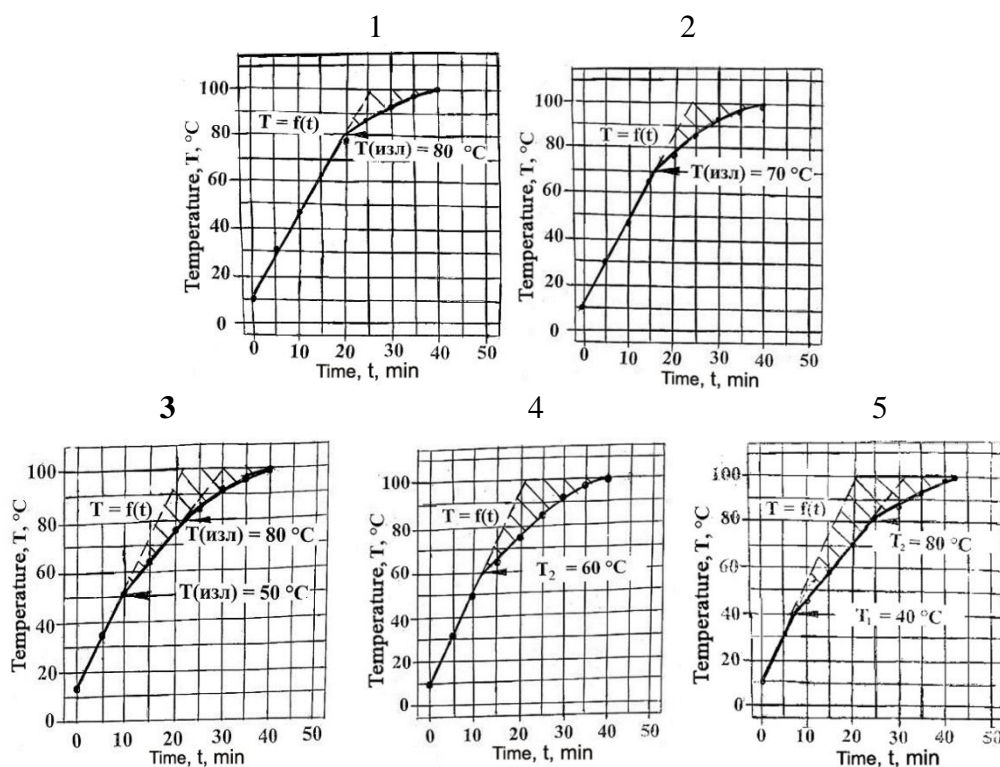 1
2
Temperature, T, °C
100
80
60
40
20
0
T = f(t)
T(изл) = 80 °C
0 10 20 30 40 50
Time, t, min
Temperature, T, °C
100
80
60
40
20
0
T = f(t)
T(изл) = 70 °C
0 10 20 30 40 50
Time, t, min
3
4
5
Temperature, T, °C
100
80
60
40
20
0
T = f(t)
T(изл) = 80 °C
T(изл) = 50 °C
0 10 20 30 40 50
Time, t, min
Temperature, T, °C
100
80
60
40
20
0
T = f(t)
T₂ = 60 °C
0 10 20 30 40 50
Time, t, min
Temperature, T, °C
100
80
60
40
20
0
T = f(t)
T₂ = 80 °C
T₁ = 40 °C
0 10 20 30 40 50
Time, t, min